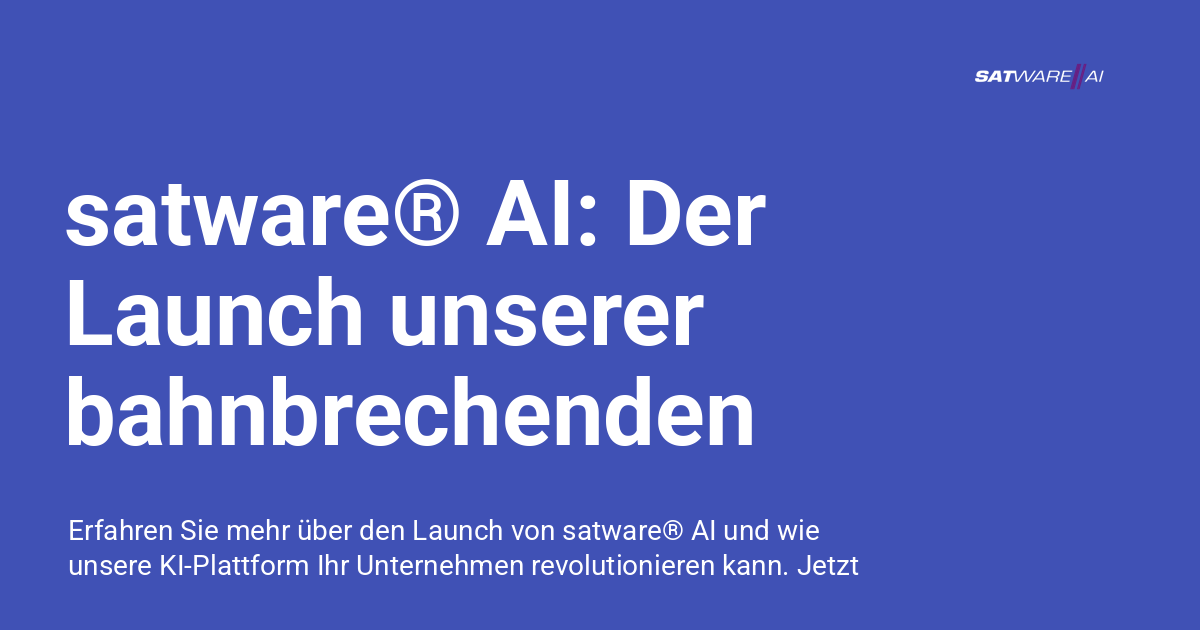 SATWARE//AI
satware® AI: Der
Launch unserer
bahnbrechenden
Erfahren Sie mehr über den Launch von satware® AI und wie
unsere KI-Plattform Ihr Unternehmen revolutionieren kann. Jetzt